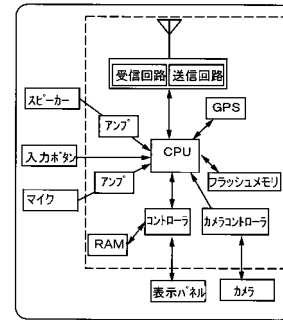 受信回路 送信回路
スピーカー
GPS
アンプ
CPU
入力ボタン
アンプ
フラッシュメモリ
マイク
コントローラ
カメラコントローラ
RAM
表示パネル
カメラ